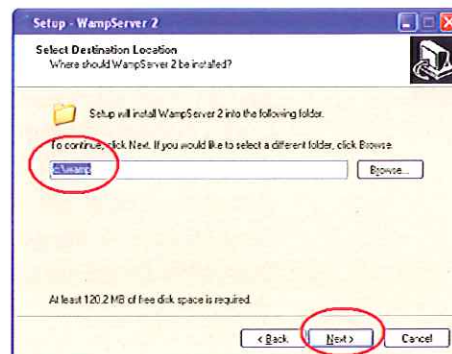 Setup - WampServer 2
Select Destination Location
Where should WampServer 2 be installed?
Setup will install WampServer 2 into the following folder.
To continue, click Next. If you would like to select a different folder, click Browse.
c:\wamp
Browse...
At least 120.2 MB of free disk space is required.
< Back
Next >
Cancel